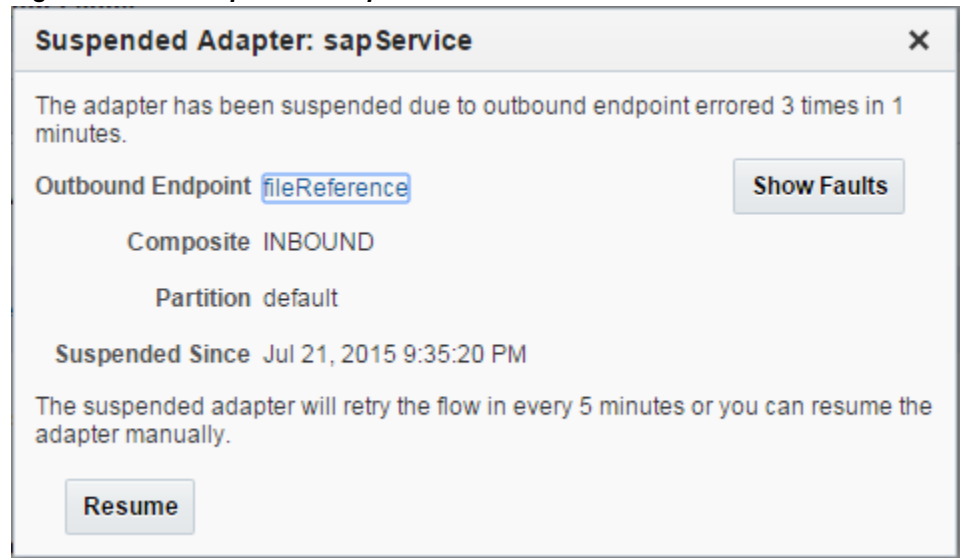 Suspended Adapter: sapService
The adapter has been suspended due to outbound endpoint errored 3 times in 1
minutes.
Outbound Endpoint fileReference
Show Faults
Composite INBOUND
Partition default
Suspended Since Jul 21, 2015 9:35:20 PM
The suspended adapter will retry the flow in every 5 minutes or you can resume the
adapter manually.
Resume